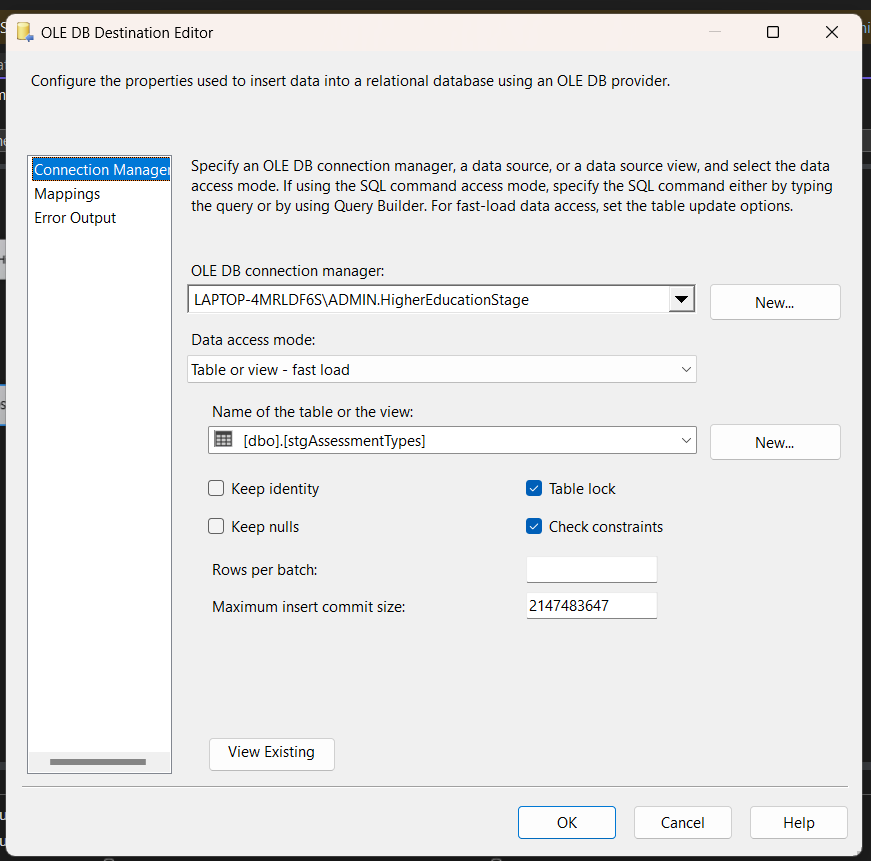 OLE DB Destination Editor
Configure the properties used to insert data into a relational database using an OLE DB provider.
Connection Manager
Mappings
Error Output
Specify an OLE DB connection manager, a data source, or a data source view, and select the data
access mode. If using the SQL command access mode, specify the SQL command either by typing
the query or by using Query Builder. For fast-load data access, set the table update options.
OLE DB connection manager:
LAPTOP-4MRLDF6S\ADMIN.HigherEducationStage
New...
Data access mode:
Table or view - fast load
Name of the table or the view:
[dbo].[stgAssessmentTypes]
New...
Keep identity
Table lock
Keep nulls
Check constraints
Rows per batch:
Maximum insert commit size:
2147483647
View Existing
OK
Cancel
Help